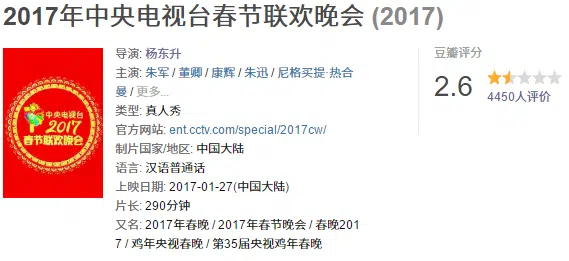 2017年中央电视台春节联欢晚会 (2017)
中央电视台
2017
春节联欢晚会
导演: 杨东升
主演: 朱军 / 董卿 / 康辉 / 朱迅 / 尼格买提·热合
曼 / 更多...
类型: 真人秀
官方网站: ent.cctv.com/special/2017cw/
制片国家/地区: 中国大陆
语言: 汉语普通话
上映日期: 2017-01-27(中国大陆)
片长: 290分钟
又名: 2017年春晚 / 2017年春节晚会 / 春晚201
7 / 鸡年央视春晚 / 第35届央视鸡年春晚
豆瓣评分
2.6
4450人评价